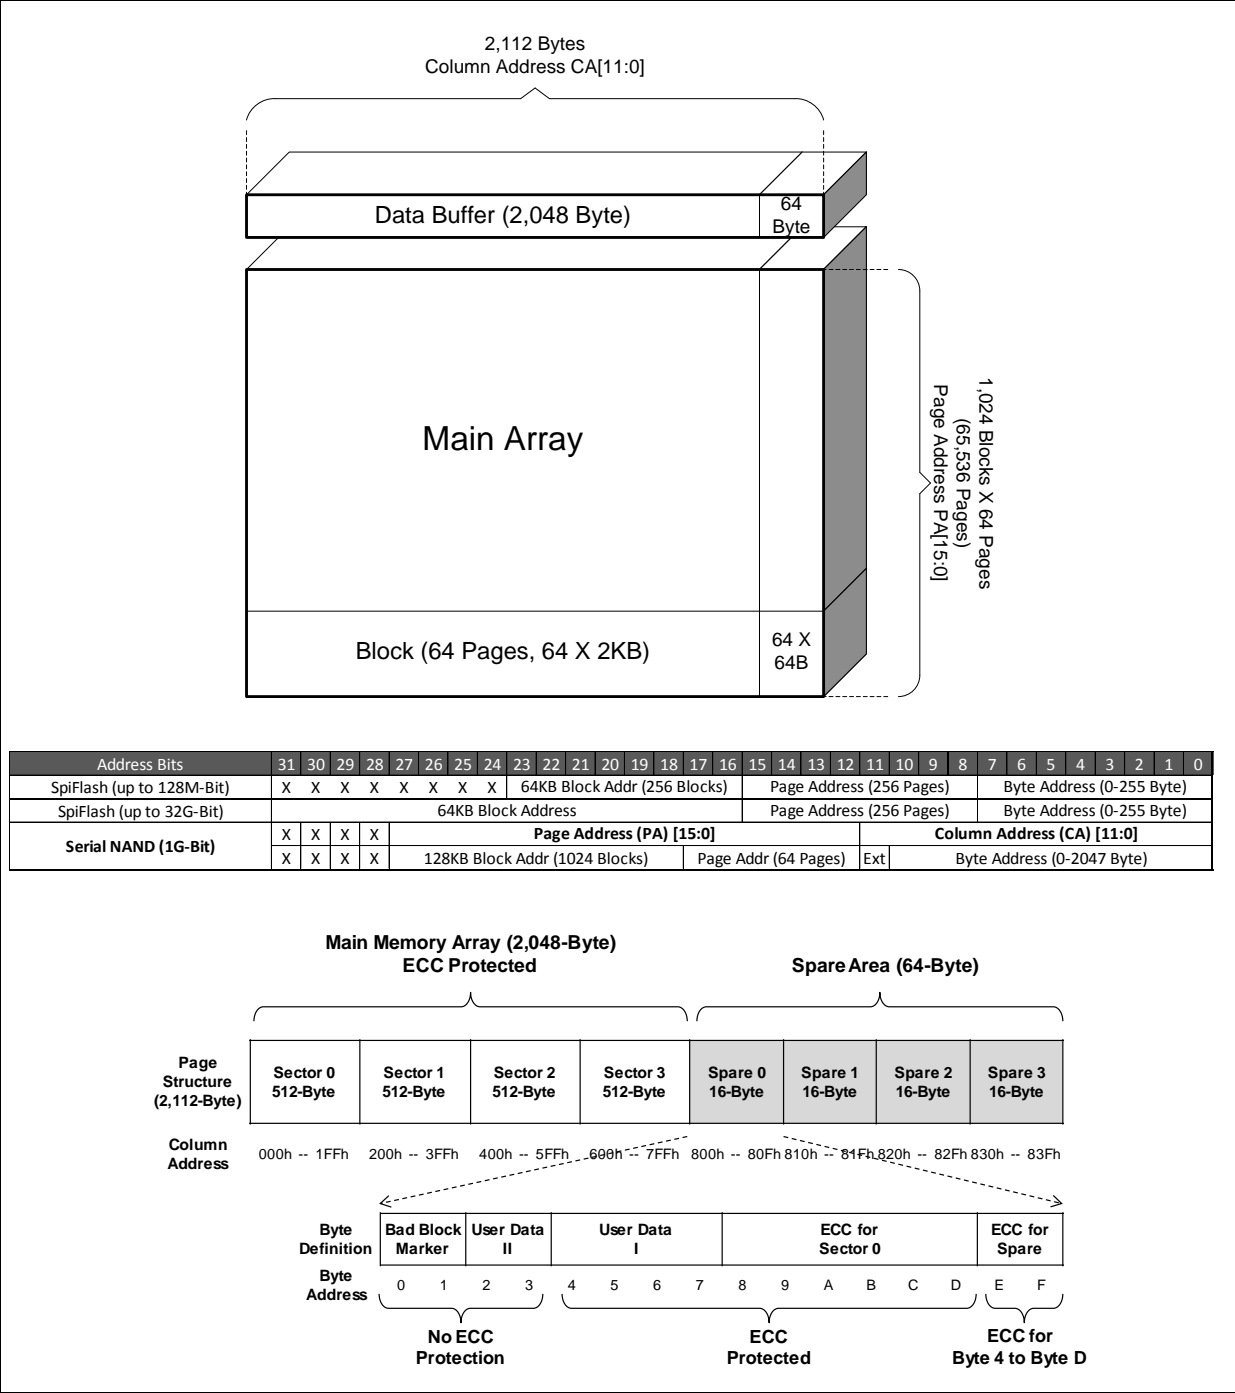 2,112 Bytes
Column Address CA[11:0]
Data Buffer (2,048 Byte)
64
Byte
Main Array
1,024 Blocks X 64 Pages
(65,536 Pages)
Page Address PA[15:0]
Block (64 Pages, 64 X 2KB)
64 X
64B
Address Bits 31 30 29 28 27 26 25 24 23 22 21 20 19 18 17 16 15 14 13 12 11 10 9 8 7 6 5 4 3 2 1 0
SpiFlash (up to 128M-Bit) X X X X X X X X 64KB Block Addr (256 Blocks) Page Address (256 Pages) Byte Address (0-255 Byte)
SpiFlash (up to 32G-Bit) 64KB Block Address Page Address (256 Pages) Byte Address (0-255 Byte)
Serial NAND (1G-Bit)
X X X X Page Address (PA) [15:0] Column Address (CA) [11:0]
X X X X 128KB Block Addr (1024 Blocks) Page Addr (64 Pages) Ext Byte Address (0-2047 Byte)
Main Memory Array (2,048-Byte)
ECC Protected
Spare Area (64-Byte)
Page
Structure
(2,112-Byte)
Sector 0
512-Byte
Sector 1
512-Byte
Sector 2
512-Byte
Sector 3
512-Byte
Spare 0
16-Byte
Spare 1
16-Byte
Spare 2
16-Byte
Spare 3
16-Byte
Column
Address
000h -- 1FFh 200h -- 3FFh 400h -- 5FFh 600h -- 7FFh 800h -- 80Fh 810h -- 81Fh 820h -- 82Fh 830h -- 83Fh
Byte
Definition
Bad Block
Marker
User Data
II
User Data
I
ECC for
Sector 0
ECC for
Spare
Byte
Address
0 1 2 3 4 5 6 7 8 9 A B C D E F
No ECC
Protection
ECC
Protected
ECC for
Byte 4 to Byte D